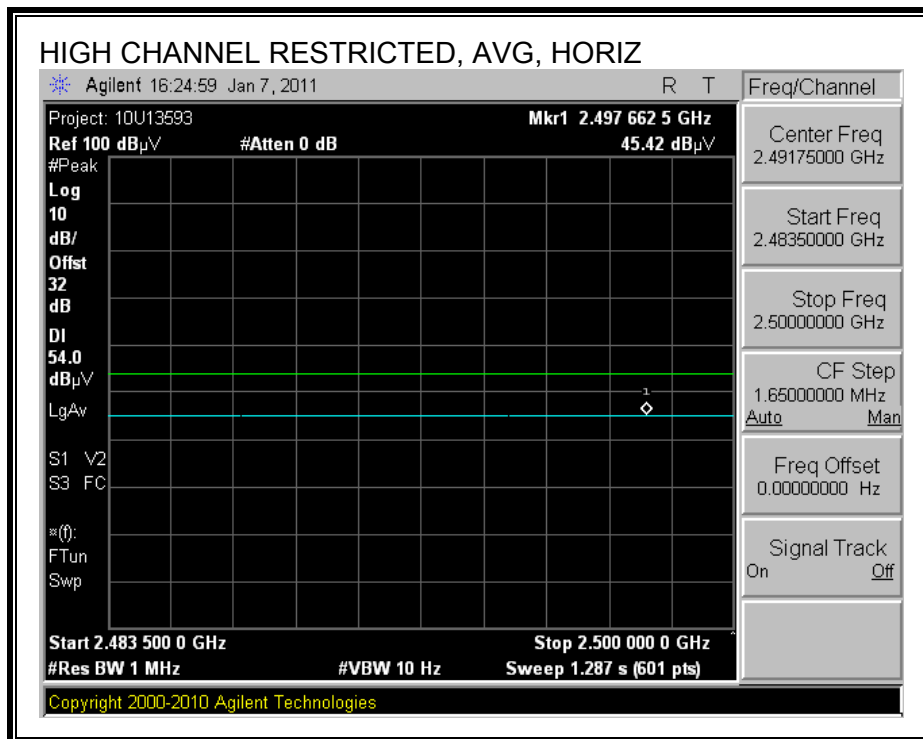 HIGH CHANNEL RESTRICTED, AVG, HORIZ
Agilent 16:24:59 Jan 7, 2011 R T
Project: 10U13593 Mkr1 2.497 662 5 GHz
Ref 100 dBµV #Atten 0 dB 45.42 dBµV
#Peak
Log
10
dB/
Offst
32
dB
DI
54.0
dBµV
LgAv
1
S1 V2
S3 FC
¤(f):
FTun
Swp
Start 2.483 500 0 GHz Stop 2.500 000 0 GHz ^
#Res BW 1 MHz #VBW 10 Hz Sweep 1.287 s (601 pts)
Copyright 2000-2010 Agilent Technologies
Freq/Channel
Center Freq
2.49175000 GHz
Start Freq
2.48350000 GHz
Stop Freq
2.50000000 GHz
CF Step
1.65000000 MHz
Auto Man
Freq Offset
0.00000000 Hz
Signal Track
On Off